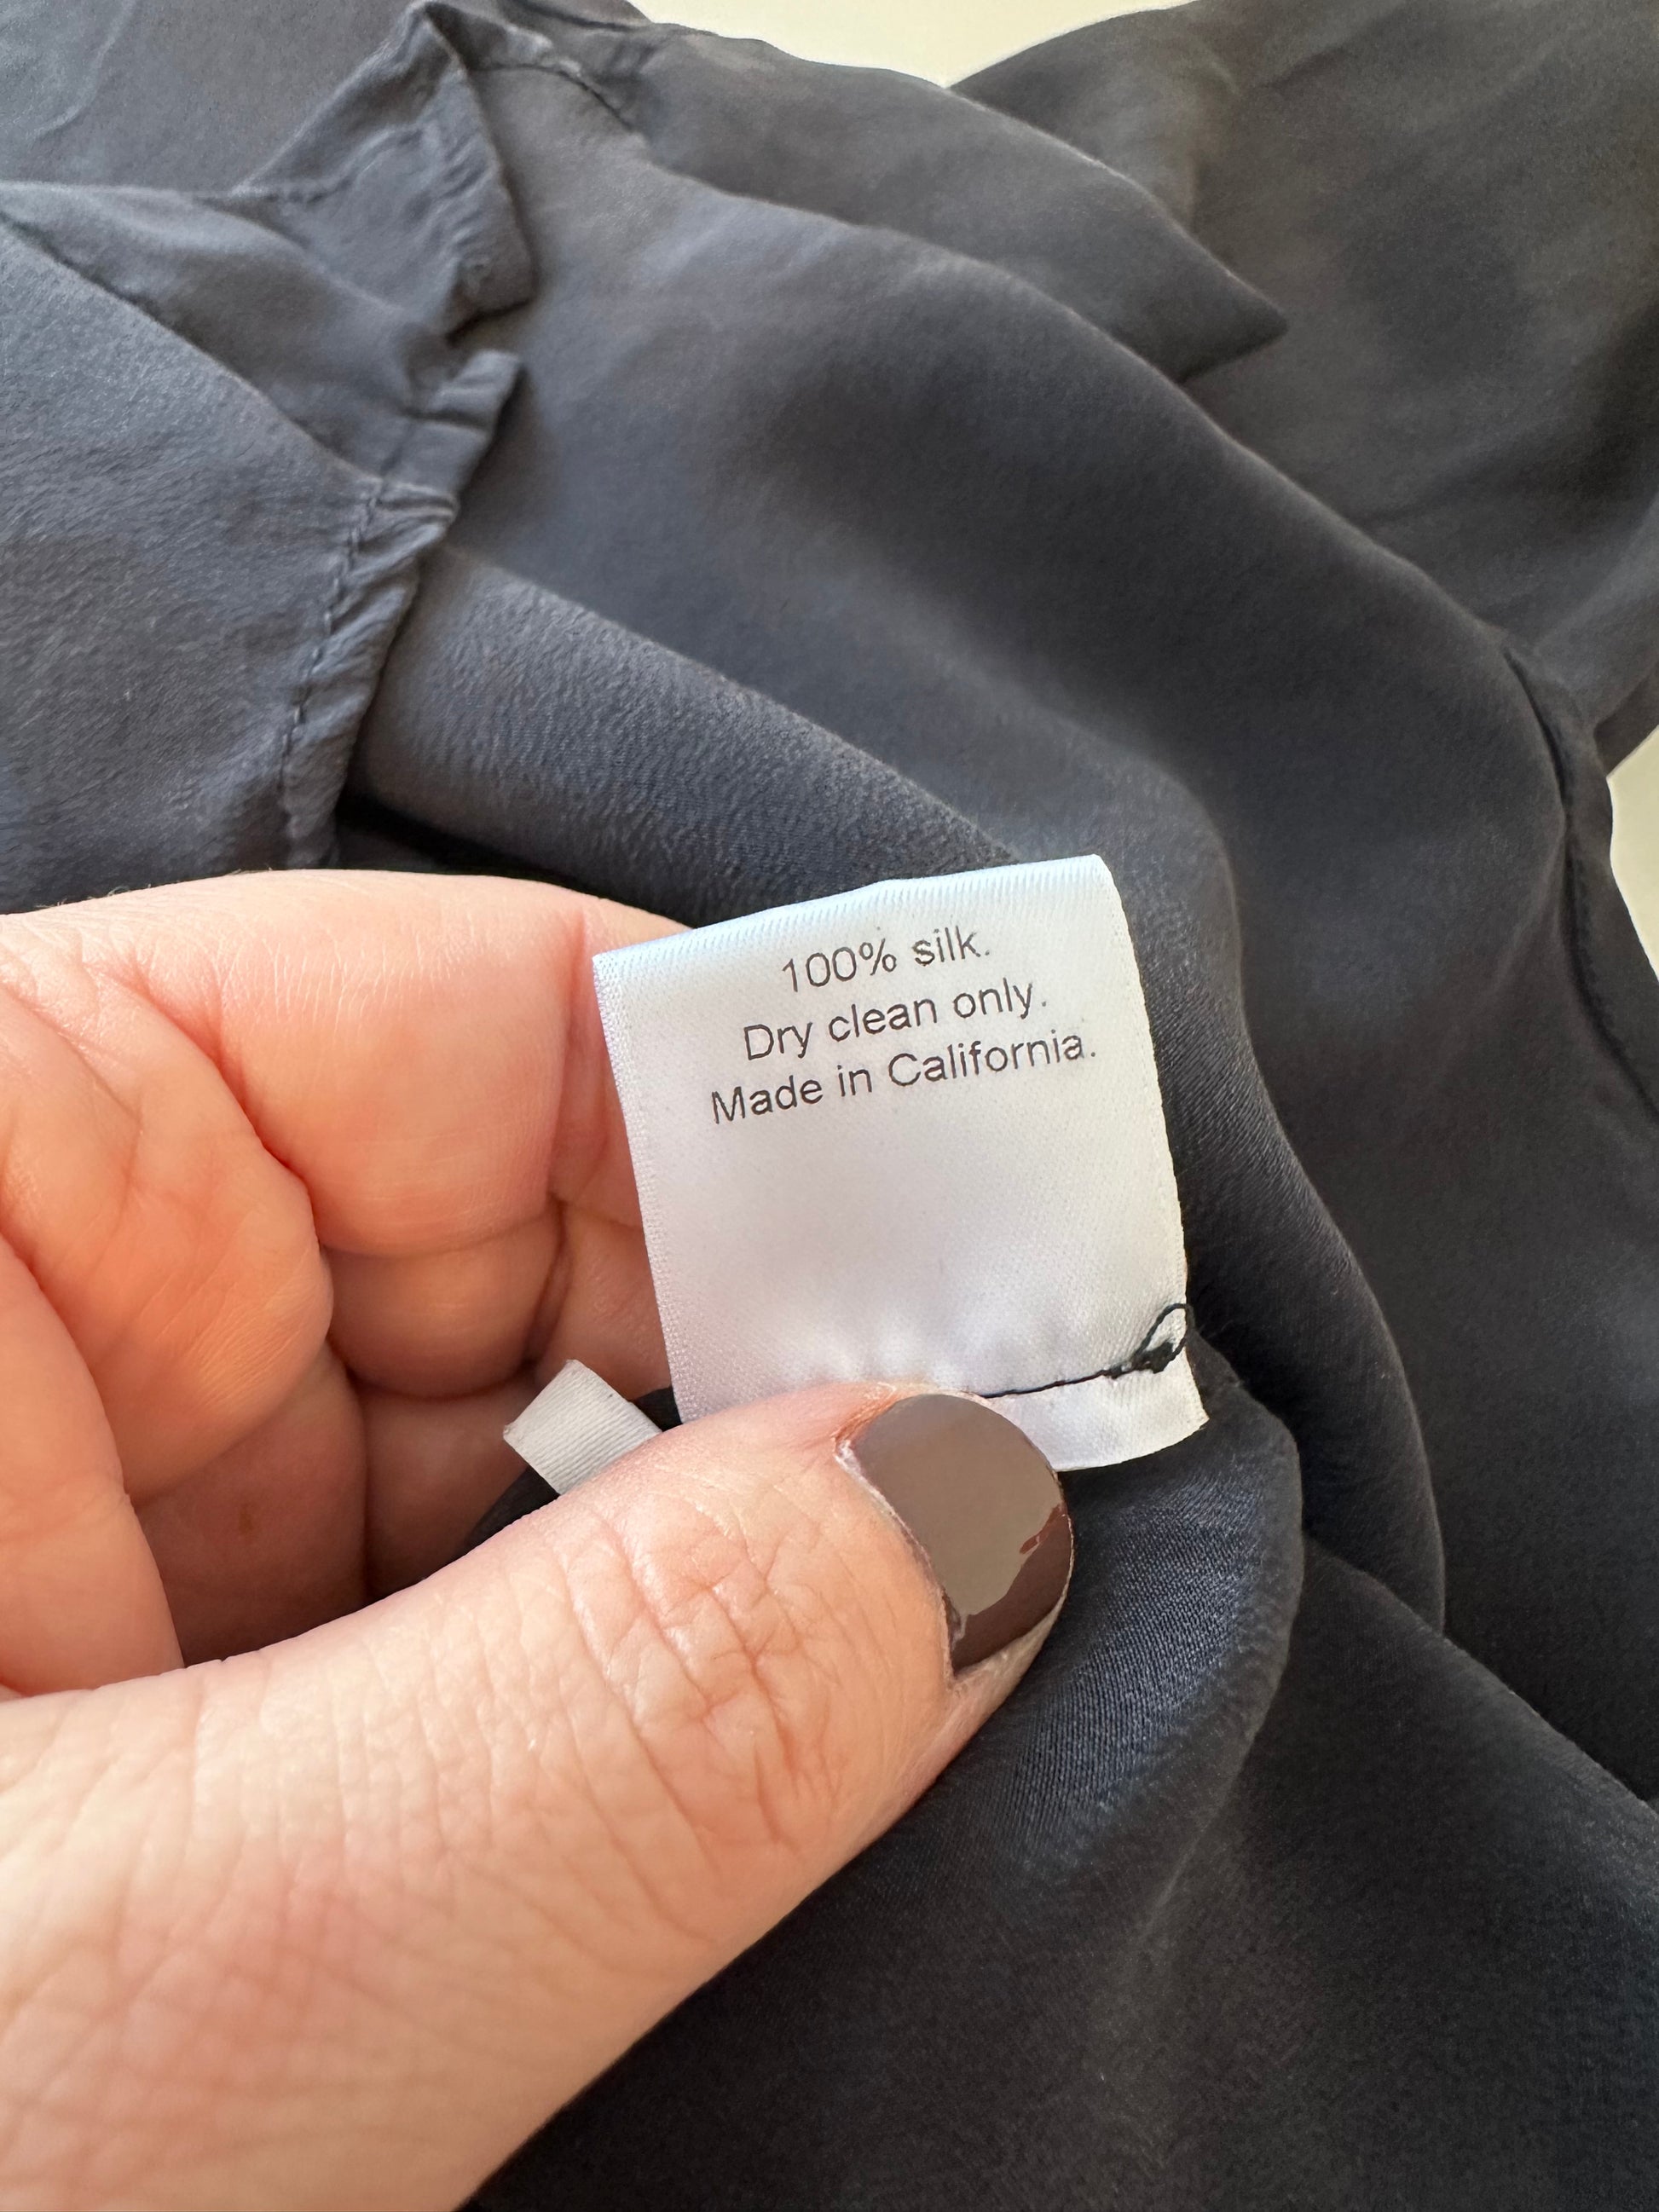 100% silk.
Dry clean only.
Made in California.